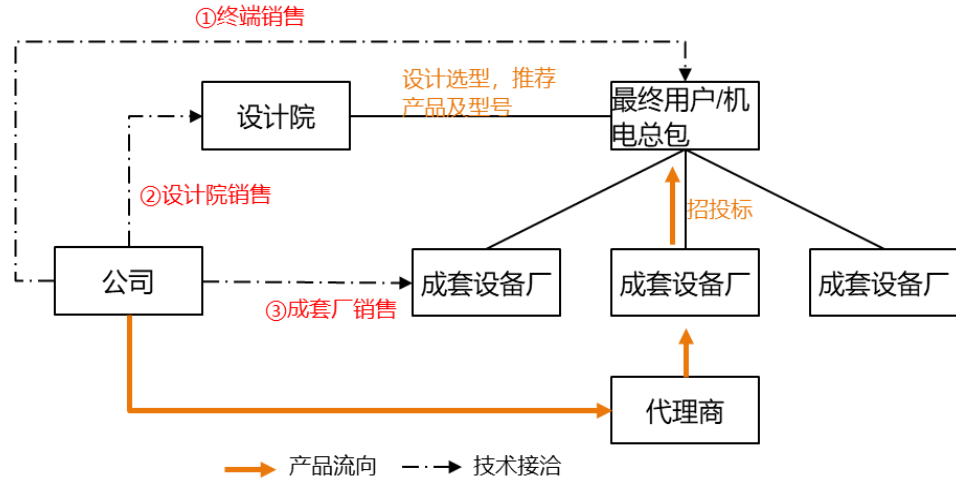 ①终端销售
设计选型，推荐
产品及型号
设计院
最终用户/机
电总包
②设计院销售
招投标
公司
成套设备厂
成套设备厂
成套设备厂
③成套厂销售
代理商
产品流向
技术接洽